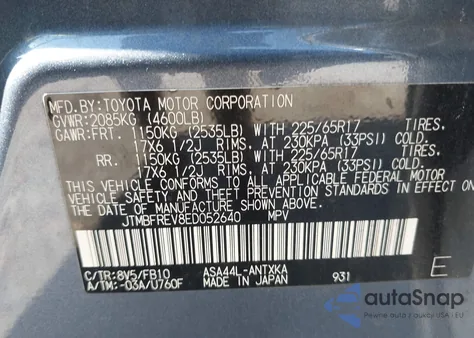 MFD.BY:TOYOTA MOTOR CORPORATION
GVWR:2085KG (4600LB)
GAWR:FRT. 1150KG (2535LB) WITH 225/65R17 TIRES,
17X6 1/2J RIMS, AT 230KPA (33PSI) COLD.
RR. 1150KG (2535LB) WITH 225/65R17 TIRES,
17X6 1/2J RIMS, AT 230KPA (33PSI) COLD.
THIS VEHICLE CONFORMS TO ALL APPLICABLE FEDERAL MOTOR
VEHICLE SAFETY AND THEFT PREVENTION STANDARDS IN EFFECT
ON THE DATE OF MANUFACTURE SHOWN ABOVE.
JTMBFREV8ED052640 MPV
C/TR:8V5/FB10 ASA44L-ANTXKA
A/TM:-03A/U760F MADE IN JAPAN 931
E
autoSnap
Pewne auto z USA i EU